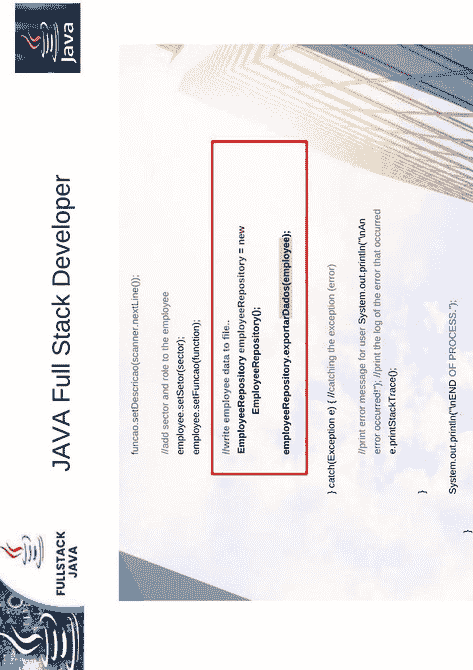 JAVA Full Stack Developer
Java
FULLSTACK
JAVA
funcao.setDescricao(scanner.nextLine());
//add sector and role to the employee
employee.setSetor(sector);
employee.setFuncao(function);
//write employee data to file..
EmployeeRepository employeeRepository = new
EmployeeRepository();
employeeRepository.exportarDados(employee);
} catch(Exception e) { //catching the exception (error)
//print error message for user System.out.println("\nAn
error occurred!"); //print the log of the error that occurred
e.printStackTrace();
}
System.out.println("\nEND OF PROCESS.");
}